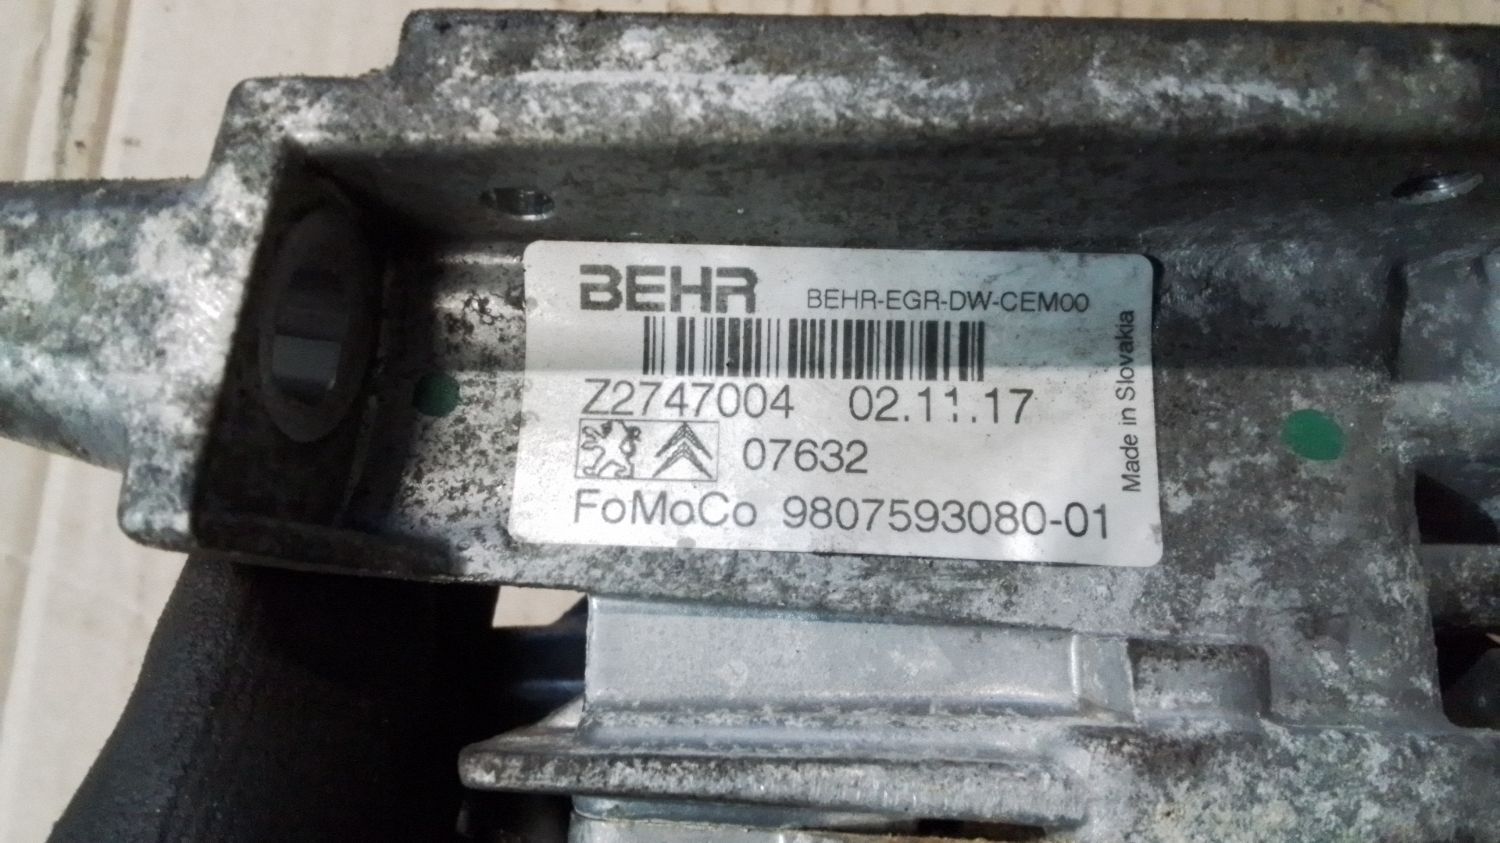 BEHR BEHR-EGR-DW-CEM00
Z2747004 02.11.17
07632
FoMoCo 9807593080-01
Made in Slovakia